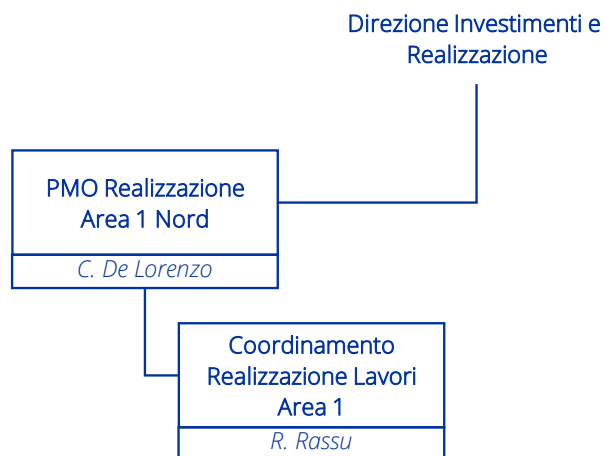 Direzione Investimenti e
Realizzazione
PMO Realizzazione
Area 1 Nord
C. De Lorenzo
Coordinamento
Realizzazione Lavori
Area 1
R. Rassu